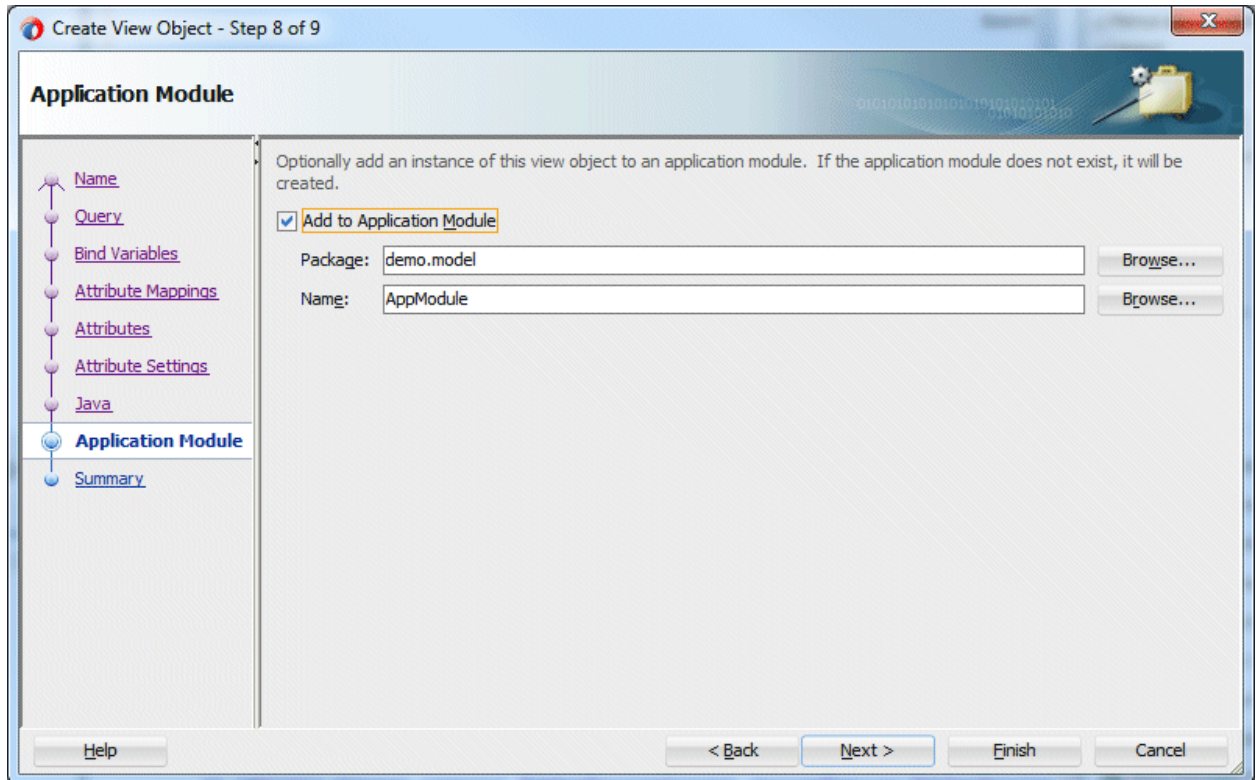 Create View Object - Step 8 of 9
Application Module
Name
Query
Bind Variables
Attribute Mappings
Attributes
Attribute Settings
Java
Application Module
Summary
Optionally add an instance of this view object to an application module. If the application module does not exist, it will be
created.
Add to Application Module
Package: demo.model Browse...
Name: AppModule Browse...
Help < Back Next > Finish Cancel